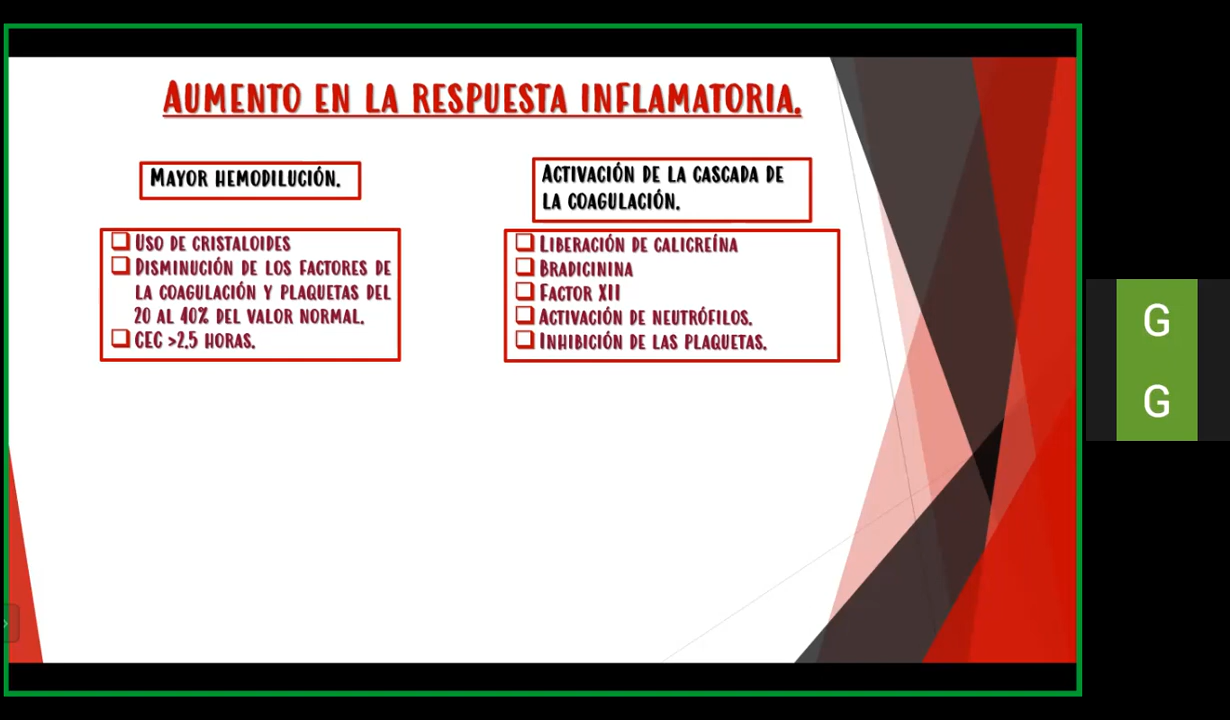 AUMENTO EN LA RESPUESTA INFLAMATORIA.
MAYOR HEMODILUCIÓN.
❑ USO DE CRISTALOIDES
❑ DISMINUCIÓN DE LOS FACTORES DE
LA COAGULACIÓN Y PLAQUETAS DEL
20 AL 40% DEL VALOR NORMAL.
❑ CEC >2,5 HORAS.
ACTIVACIÓN DE LA CASCADA DE
LA COAGULACIÓN.
❑ LIBERACIÓN DE CALICREÍNA
❑ BRADICININA
❑ FACTOR XII
❑ ACTIVACIÓN DE NEUTRÓFILOS.
❑ INHIBICIÓN DE LAS PLAQUETAS.
G
G